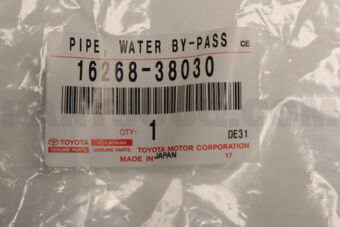 PIPE, WATER BY-PASS CE
16268-38030
QTY: 1 DE31
TOYOTA LEXUS TOYOTA MOTOR CORPORATION
GENUINE PARTS GENUINE PARTS
MADE IN JAPAN 17